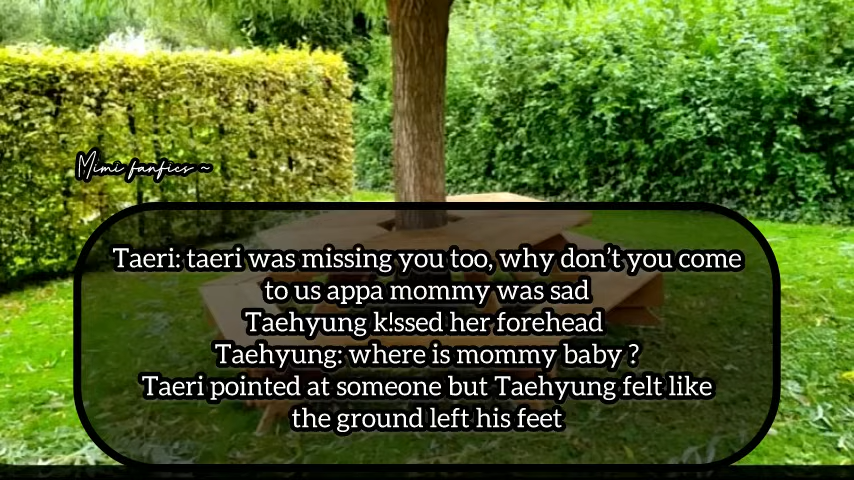 Mimi fanfics ~
Taeri: taeri was missing you too, why don’t you come
to us appa mommy was sad
Taehyung k!ssed her forehead
Taehyung: where is mommy baby ?
Taeri pointed at someone but Taehyung felt like
the ground left his feet